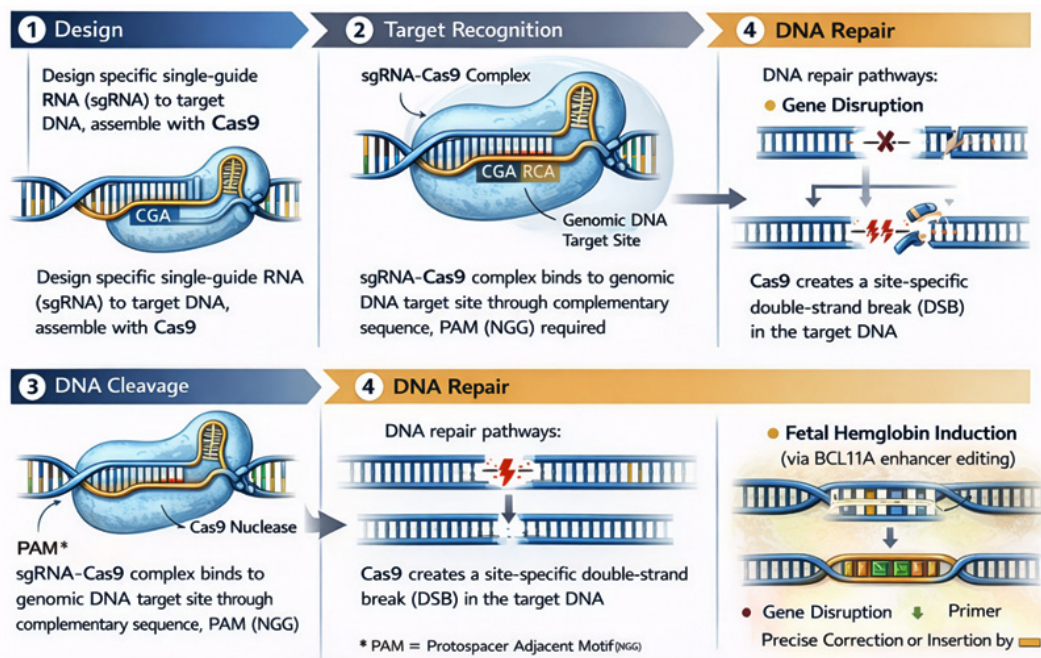 1 Design
Design specific single-guide
RNA (sgRNA) to target
DNA, assemble with Cas9
CGA
Design specific single-guide RNA
(sgRNA) to target DNA,
assemble with Cas9
2 Target Recognition
sgRNA-Cas9 Complex
CGA RCA
Genomic DNA
Target Site
sgRNA-Cas9 complex binds to genomic
DNA target site through complementary
sequence, PAM (NGG) required
4 DNA Repair
DNA repair pathways:
Gene Disruption
Cas9 creates a site-specific
double-strand break (DSB)
in the target DNA
3 DNA Cleavage
Cas9 Nuclease
PAM*
sgRNA-Cas9 complex binds to
genomic DNA target site through
complementary sequence, PAM (NGG)
4 DNA Repair
DNA repair pathways:
Cas9 creates a site-specific double-strand
break (DSB) in the target DNA
* PAM = Protospacer Adjacent Motif (NGG)
Fetal Hemglobin Induction
(via BCL11A enhancer editing)
Gene Disruption Primer
Precise Correction or Insertion by